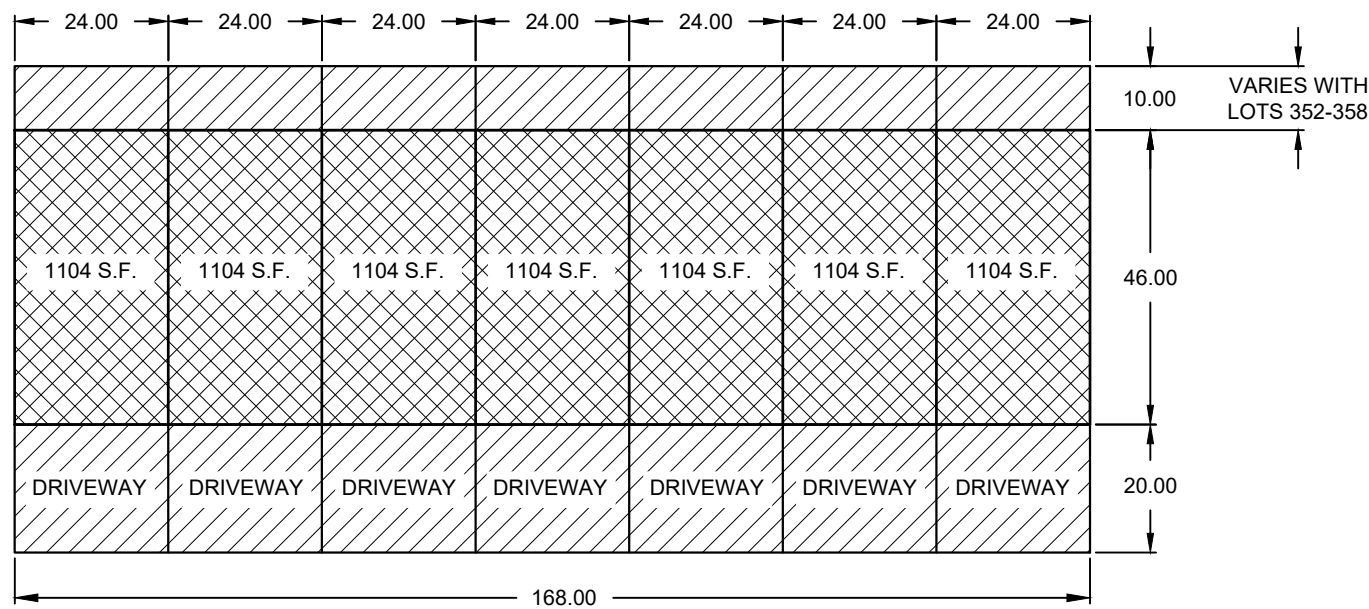 24.00 24.00 24.00 24.00 24.00 24.00 24.00
10.00
VARIES WITH
LOTS 352-358
1104 S.F. 1104 S.F. 1104 S.F. 1104 S.F. 1104 S.F. 1104 S.F. 1104 S.F.
46.00
DRIVEWAY DRIVEWAY DRIVEWAY DRIVEWAY DRIVEWAY DRIVEWAY DRIVEWAY
20.00
168.00